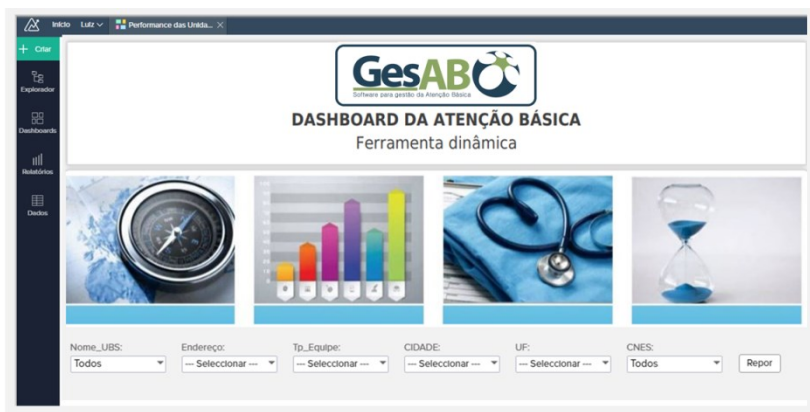 Início Luiz Performance das Unida...
+ Criar
Explorador
Dashboards
Relatórios
Dados
GesAB
Software para gestão da Atenção Básica
DASHBOARD DA ATENÇÃO BÁSICA
Ferramenta dinâmica
Nome_UBS: Endereço: Tp_Equipe: CIDADE: UF: CNES:
Todos --- Seleccionar --- --- Seleccionar --- --- Seleccionar --- --- Seleccionar --- Todos Repor